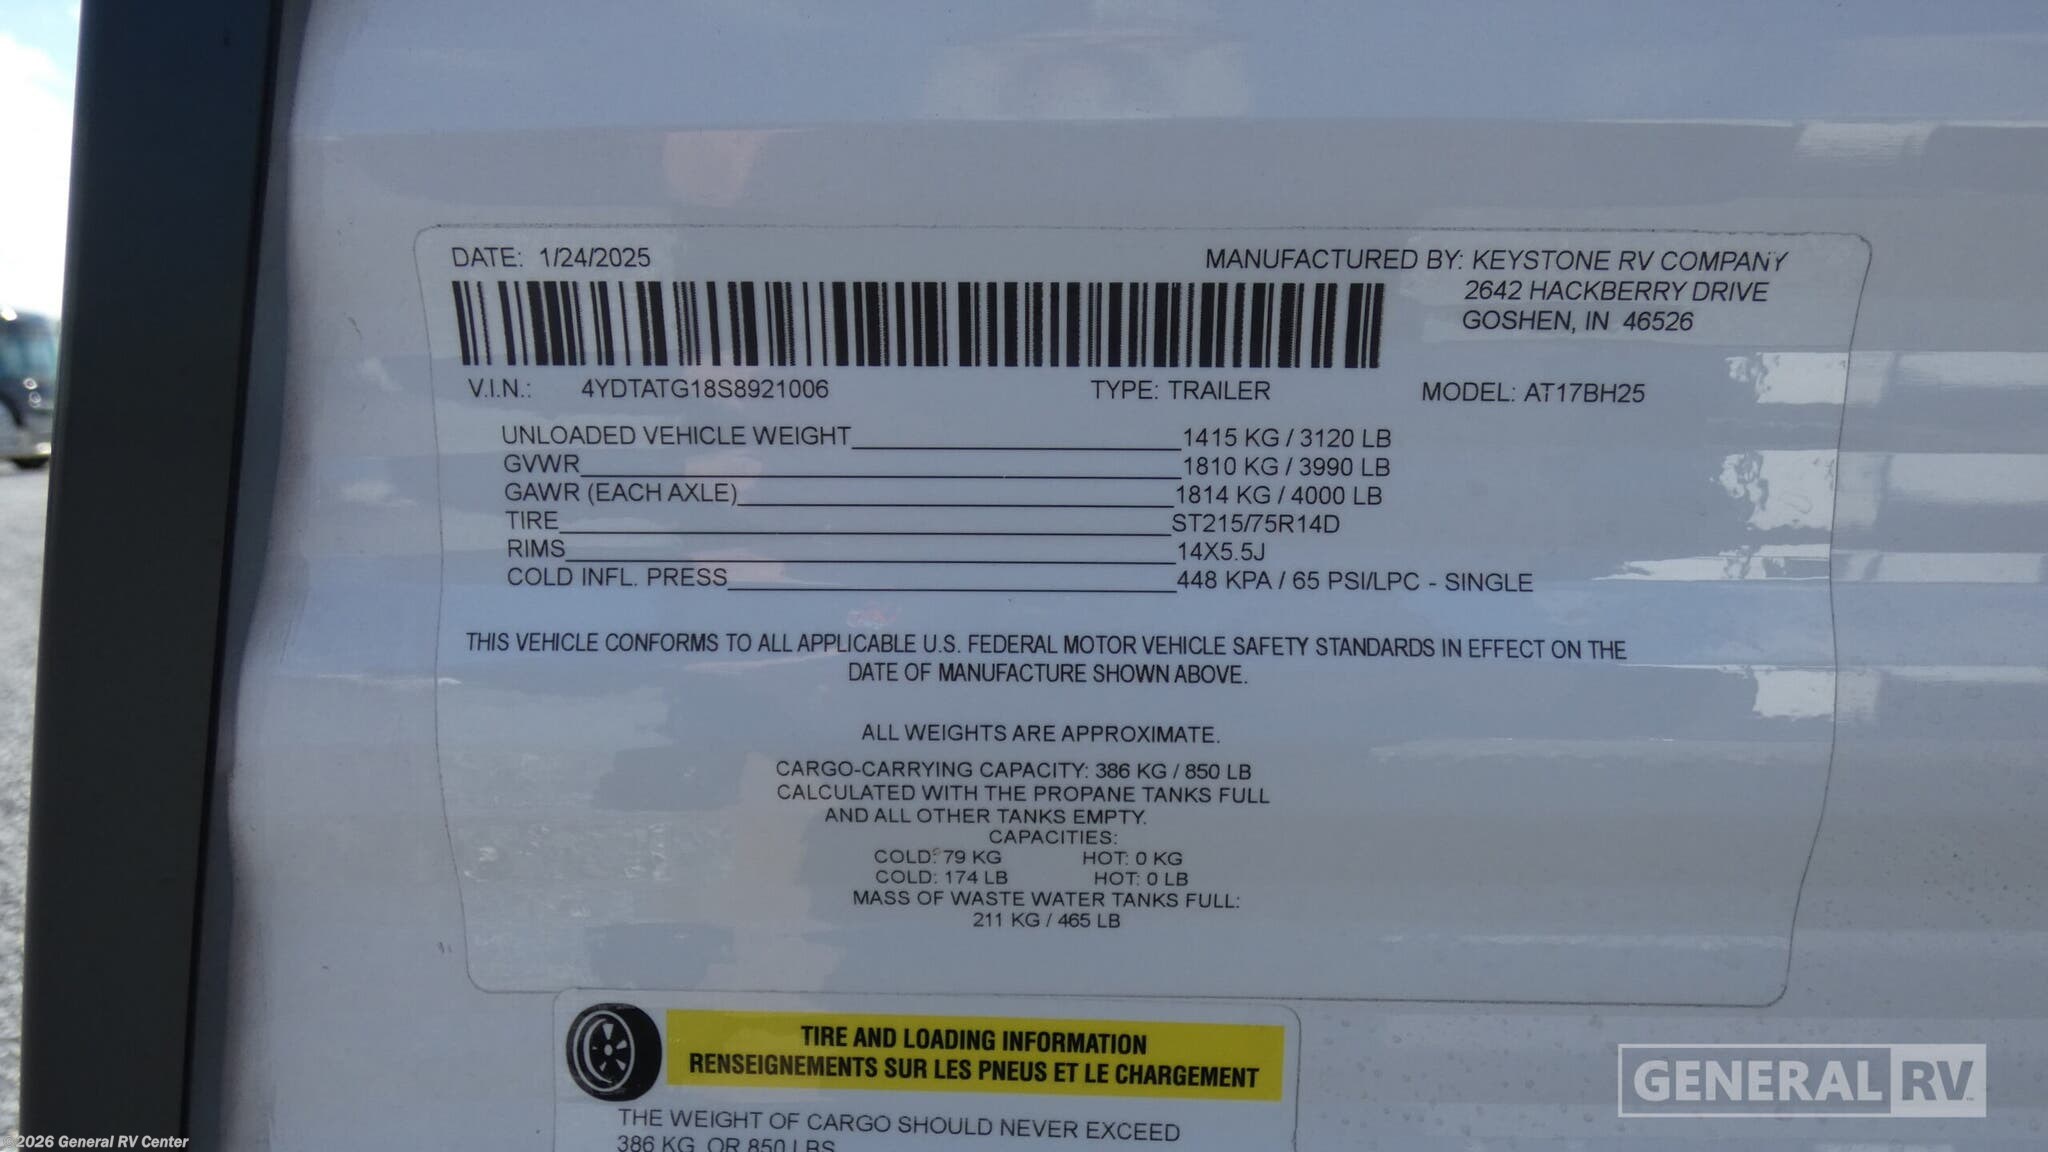 DATE: 1/24/2025
MANUFACTURED BY: KEYSTONE RV COMPANY
2642 HACKBERRY DRIVE
GOSHEN, IN 46526
V.I.N.: 4YDTATG18S8921006 TYPE: TRAILER MODEL: AT17BH25
UNLOADED VEHICLE WEIGHT 1415 KG / 3120 LB
GVWR 1810 KG / 3990 LB
GAWR (EACH AXLE) 1814 KG / 4000 LB
TIRE ST215/75R14D
RIMS 14X5.5J
COLD INFL. PRESS 448 KPA / 65 PSI/LPC - SINGLE
THIS VEHICLE CONFORMS TO ALL APPLICABLE U.S. FEDERAL MOTOR VEHICLE SAFETY STANDARDS IN EFFECT ON THE
DATE OF MANUFACTURE SHOWN ABOVE.
ALL WEIGHTS ARE APPROXIMATE.
CARGO-CARRYING CAPACITY: 386 KG / 850 LB
CALCULATED WITH THE PROPANE TANKS FULL
AND ALL OTHER TANKS EMPTY.
CAPACITIES:
COLD: 79 KG HOT: 0 KG
COLD: 174 LB HOT: 0 LB
MASS OF WASTE WATER TANKS FULL:
211 KG / 465 LB
TIRE AND LOADING INFORMATION
RENSEIGNEMENTS SUR LES PNEUS ET LE CHARGEMENT
THE WEIGHT OF CARGO SHOULD NEVER EXCEED
386 KG OR 850 LBS
GENERAL RV
©2026 General RV Center